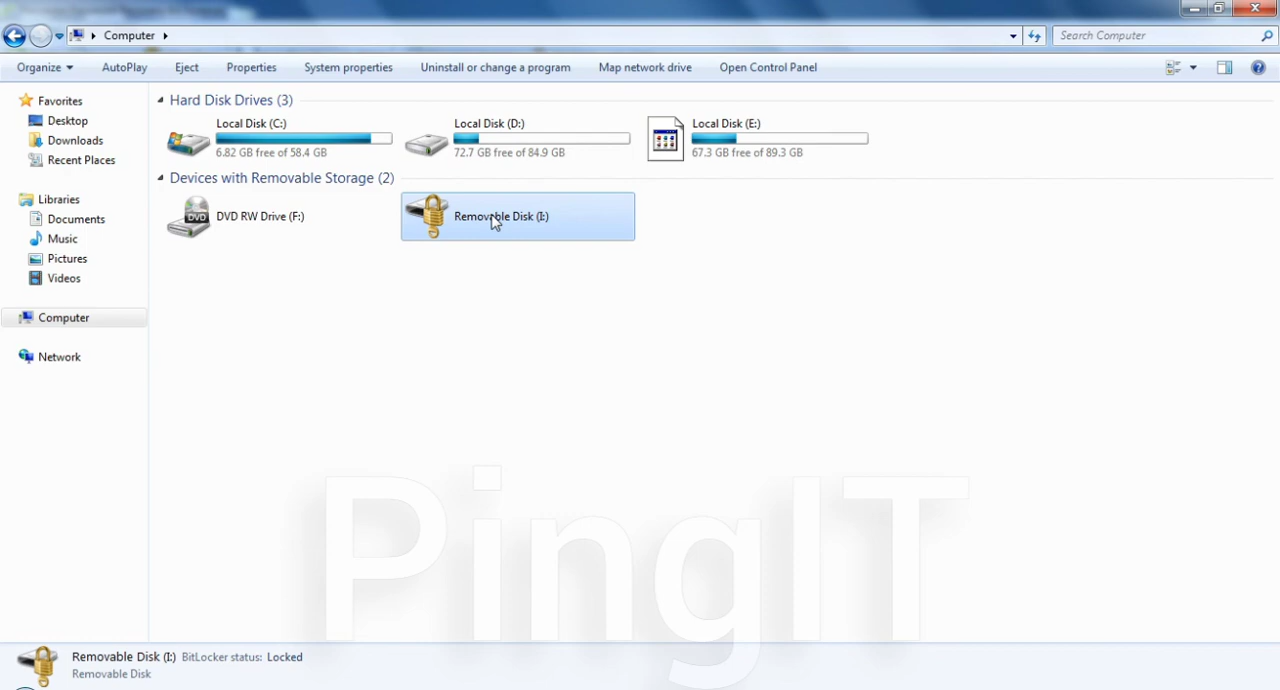 Computer
Search Computer
Organize AutoPlay Eject Properties System properties Uninstall or change a program Map network drive Open Control Panel
Favorites
Desktop
Downloads
Recent Places
Libraries
Documents
Music
Pictures
Videos
Computer
Network
Hard Disk Drives (3)
Local Disk (C:)
6.82 GB free of 58.4 GB
Local Disk (D:)
72.7 GB free of 84.9 GB
Local Disk (E:)
67.3 GB free of 89.3 GB
Devices with Removable Storage (2)
DVD
DVD RW Drive (F:)
Removable Disk (I:)
PingIT
Removable Disk (I:) BitLocker status: Locked
Removable Disk